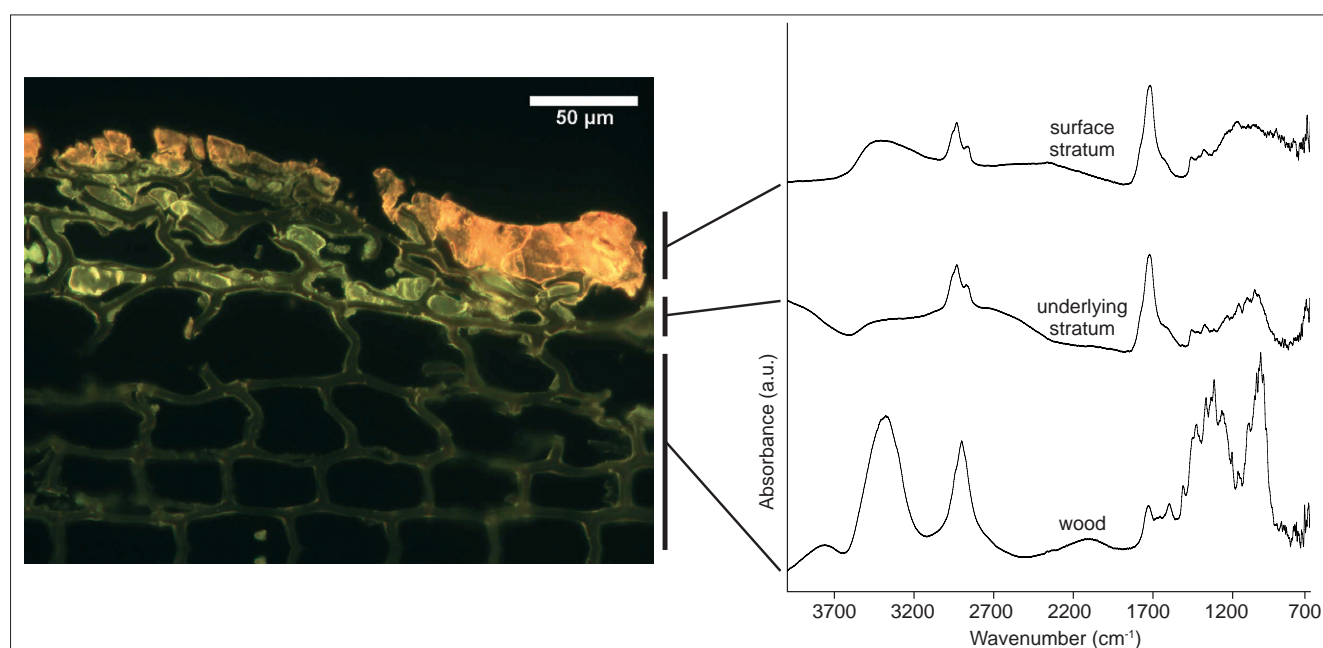 50 µm
surface
stratum
underlying
stratum
wood
Absorbance (a.u.)
3700 3200 2700 2200 1700 1200 700
Wavenumber (cm⁻¹)